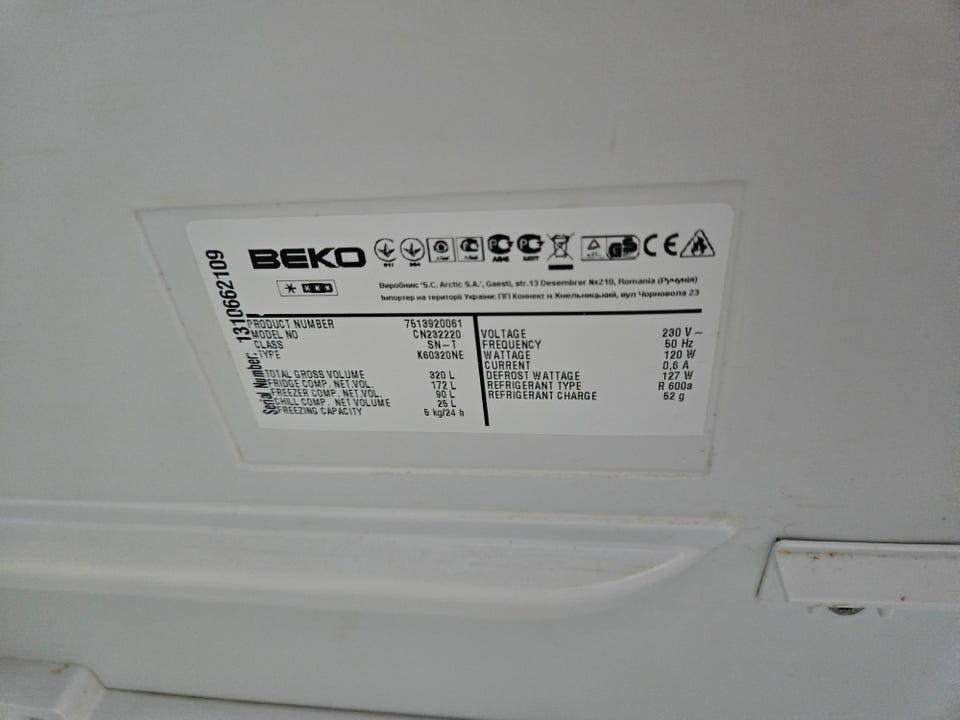 BEKO
Виробник "S.C. Arctic S.A.", Gaesti, str.13 Desembrer №210, Romania (Румунія)
Імпортер на території України: ПП Коннект м Хмельницький, вул Чорновола 23
Serial Number: 1310662109
PRODUCT NUMBER 7513920061
MODEL NO CN232220
CLASS SN-T
TYPE K60320NE
TOTAL GROSS VOLUME 320 L
FRIDGE COMP. NET.VOL. 172 L
FREEZER COMP. NET.VOL. 90 L
CHILL COMP. NET VOLUME 25 L
FREEZING CAPACITY 5 kg/24 h
VOLTAGE 230 V ~
FREQUENCY 50 Hz
WATTAGE 120 W
CURRENT 0,6 A
DEFROST WATTAGE 127 W
REFRIGERANT TYPE R 600a
REFRIGERANT CHARGE 52 g